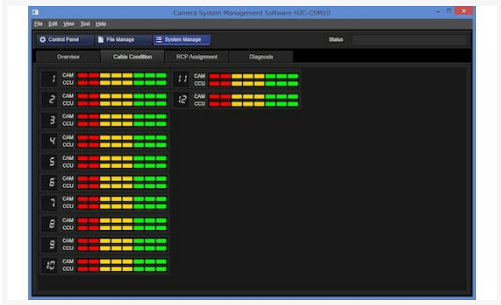 Camera System Management Software HZC-CSM10
File Edit View Tool Help
Control Panel File Manage System Manage Status
Overview Cable Condition RCP Assignment Diagnosis
1 CAM
CCU
11 CAM
CCU
2 CAM
CCU
12 CAM
CCU
3 CAM
CCU
4 CAM
CCU
5 CAM
CCU
6 CAM
CCU
7 CAM
CCU
8 CAM
CCU
9 CAM
CCU
10 CAM
CCU